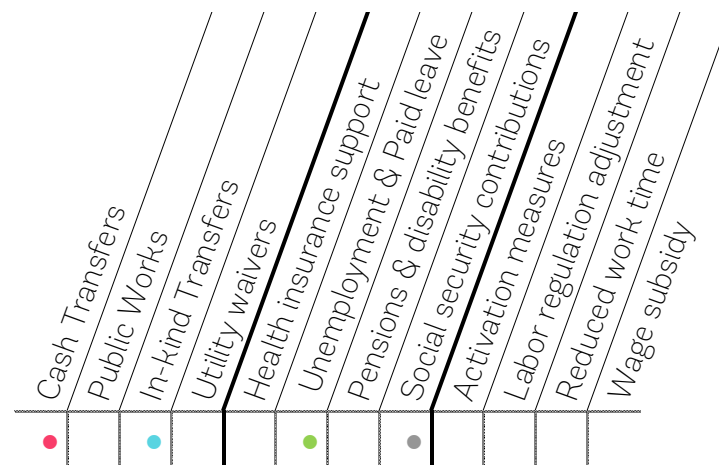 Cash Transfers
Public Works
In-kind Transfers
Utility waivers
Health insurance support
Unemployment & Paid leave
Pensions & disability benefits
Social security contributions
Activation measures
Labor regulation adjustment
Reduced work time
Wage subsidy